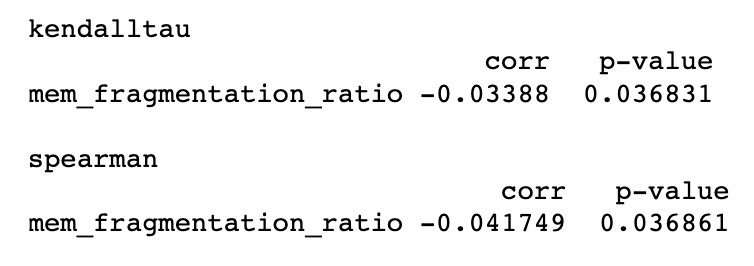 kendalltau
corr p-value
mem_fragmentation_ratio -0.03388 0.036831
spearman
corr p-value
mem_fragmentation_ratio -0.041749 0.036861